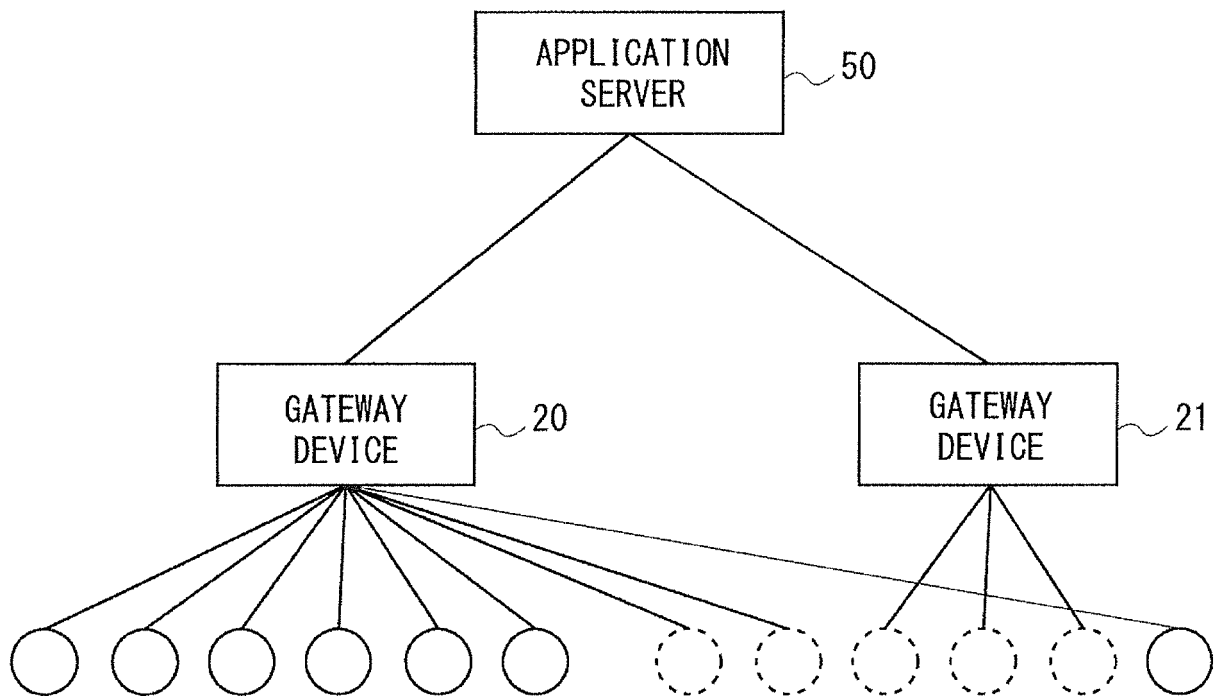 APPLICATION
SERVER
50
GATEWAY
DEVICE
20
GATEWAY
DEVICE
21